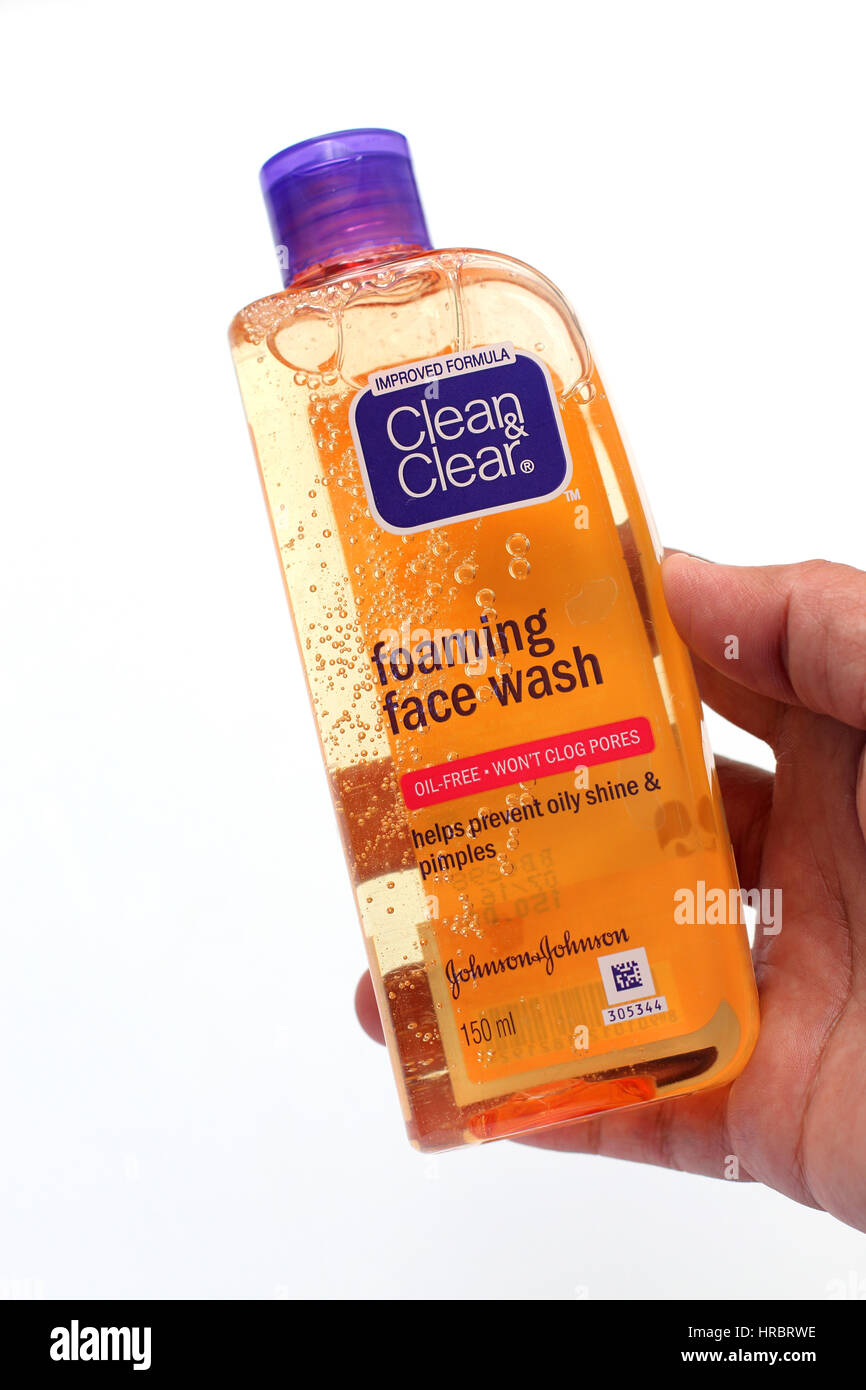 IMPROVED FORMULA
Clean
&
Clear®
TM
foaming
face wash
OIL-FREE • WON'T CLOG PORES
helps prevent oily shine &
pimples
Johnson+Johnson
150 ml
305344
alamy
alamy
Image ID: HRBRWE
www.alamy.com